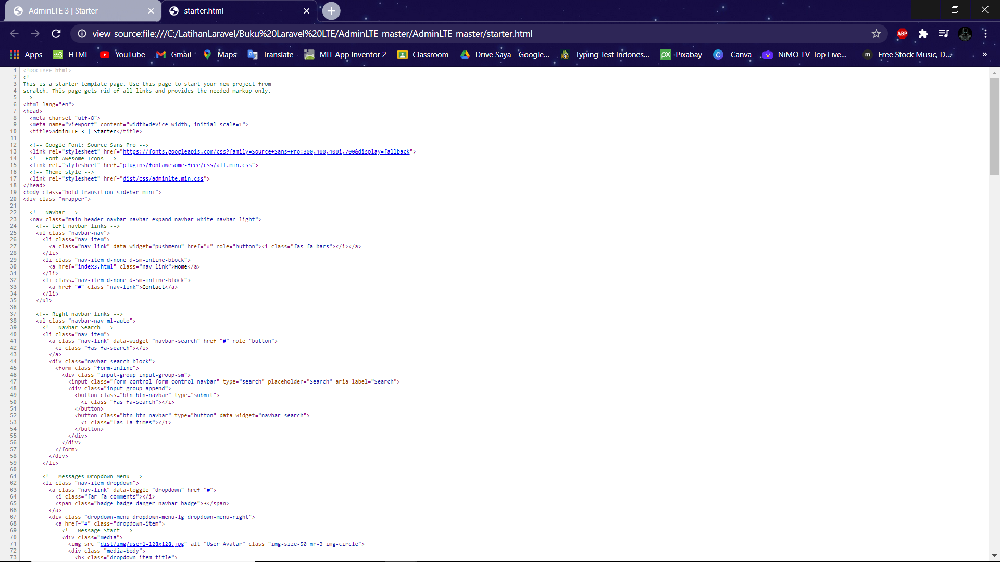 AdminLTE 3 | Starter
starter.html
view-source:file:///C:/LatihanLaravel/Buku%20Laravel%20LTE/AdminLTE-master/AdminLTE-master/starter.html
ABP
Apps HTML YouTube Gmail Maps Translate MIT App Inventor 2 Classroom Drive Saya - Google... Typing Test Indones... px Pixabay C Canva NiMO TV-Top Live... m Free Stock Music, D... »
1 <!DOCTYPE html>
2 <!--
3 This is a starter template page. Use this page to start your new project from
4 scratch. This page gets rid of all links and provides the needed markup only.
5 -->
6 <html lang="en">
7 <head>
8 <meta charset="utf-8">
9 <meta name="viewport" content="width=device-width, initial-scale=1">
10 <title>AdminLTE 3 | Starter</title>
11
12 <!-- Google Font: Source Sans Pro -->
13 <link rel="stylesheet" href="https://fonts.googleapis.com/css?family=Source+Sans+Pro:300,400,400i,700&display=fallback">
14 <!-- Font Awesome Icons -->
15 <link rel="stylesheet" href="plugins/fontawesome-free/css/all.min.css">
16 <!-- Theme style -->
17 <link rel="stylesheet" href="dist/css/adminlte.min.css">
18 </head>
19 <body class="hold-transition sidebar-mini">
20 <div class="wrapper">
21
22 <!-- Navbar -->
23 <nav class="main-header navbar navbar-expand navbar-white navbar-light">
24 <!-- Left navbar links -->
25 <ul class="navbar-nav">
26 <li class="nav-item">
27 <a class="nav-link" data-widget="pushmenu" href="#" role="button"><i class="fas fa-bars"></i></a>
28 </li>
29 <li class="nav-item d-none d-sm-inline-block">
30 <a href="index3.html" class="nav-link">Home</a>
31 </li>
32 <li class="nav-item d-none d-sm-inline-block">
33 <a href="#" class="nav-link">Contact</a>
34 </li>
35 </ul>
36
37 <!-- Right navbar links -->
38 <ul class="navbar-nav ml-auto">
39 <!-- Navbar Search -->
40 <li class="nav-item">
41 <a class="nav-link" data-widget="navbar-search" href="#" role="button">
42 <i class="fas fa-search"></i>
43 </a>
44 <div class="navbar-search-block">
45 <form class="form-inline">
46 <div class="input-group input-group-sm">
47 <input class="form-control form-control-navbar" type="search" placeholder="Search" aria-label="Search">
48 <div class="input-group-append">
49 <button class="btn btn-navbar" type="submit">
50 <i class="fas fa-search"></i>
51 </button>
52 <button class="btn btn-navbar" type="button" data-widget="navbar-search">
53 <i class="fas fa-times"></i>
54 </button>
55 </div>
56 </div>
57 </form>
58 </div>
59 </li>
60
61 <!-- Messages Dropdown Menu -->
62 <li class="nav-item dropdown">
63 <a class="nav-link" data-toggle="dropdown" href="#">
64 <i class="far fa-comments"></i>
65 <span class="badge badge-danger navbar-badge">3</span>
66 </a>
67 <div class="dropdown-menu dropdown-menu-lg dropdown-menu-right">
68 <a href="#" class="dropdown-item">
69 <!-- Message Start -->
70 <div class="media">
71 <img src="dist/img/user1-128x128.jpg" alt="User Avatar" class="img-size-50 mr-3 img-circle">
72 <div class="media-body">
73 <h3 class="dropdown-item-title">